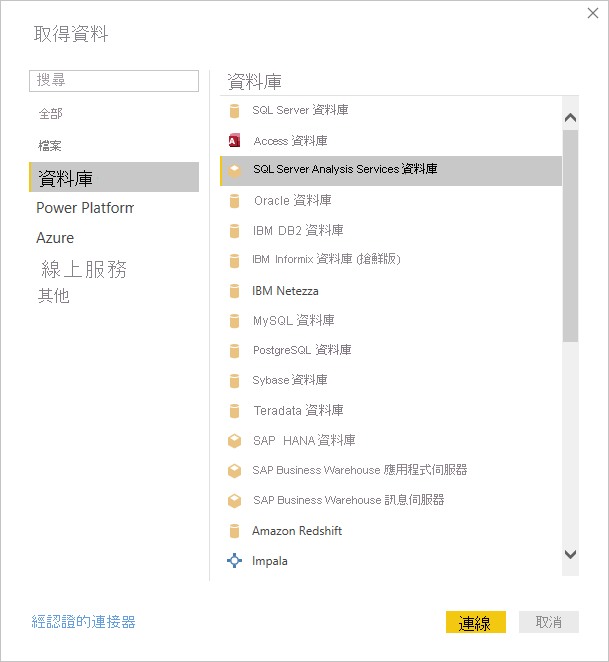 取得資料
搜尋
全部
檔案
資料庫
Power Platform
Azure
線上服務
其他
資料庫
SQL Server 資料庫
Access 資料庫
SQL Server Analysis Services 資料庫
Oracle 資料庫
IBM DB2 資料庫
IBM Informix 資料庫 (搶鮮版)
IBM Netezza
MySQL 資料庫
PostgreSQL 資料庫
Sybase 資料庫
Teradata 資料庫
SAP HANA 資料庫
SAP Business Warehouse 應用程式伺服器
SAP Business Warehouse 訊息伺服器
Amazon Redshift
Impala
經認證的連接器
連線
取消